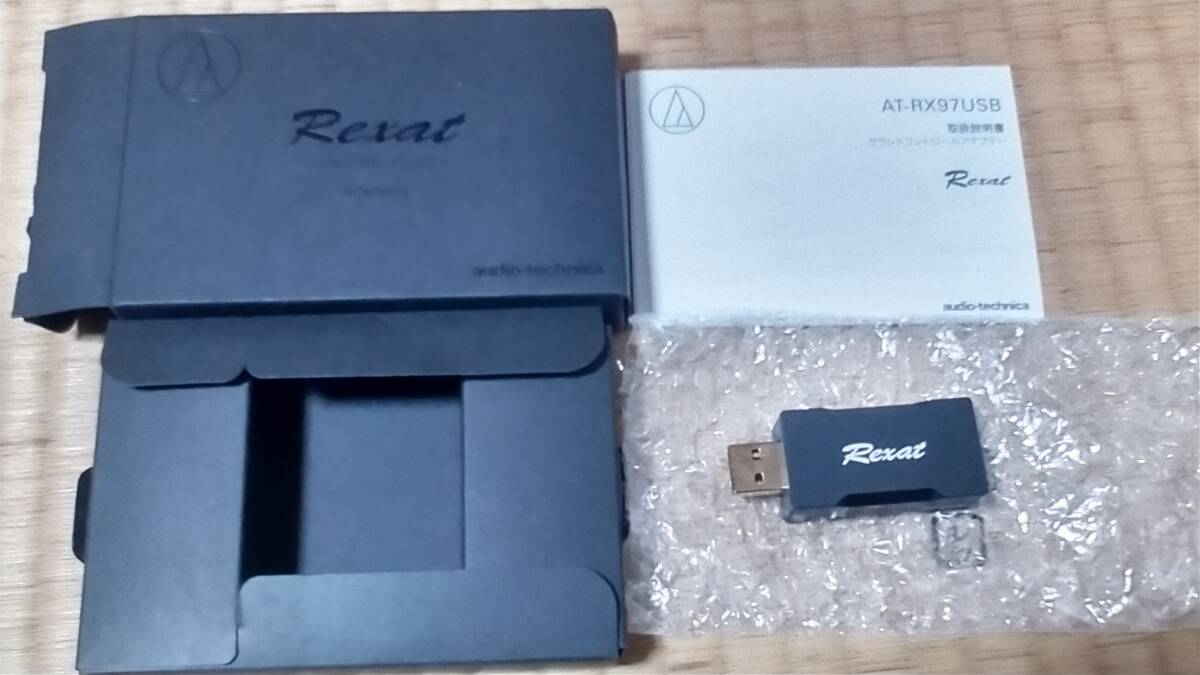 Rexat
audio-technica
AT-RX97USB
取扱説明書
サウンドコントロールアダプター
Rexat
audio-technica
Rexat